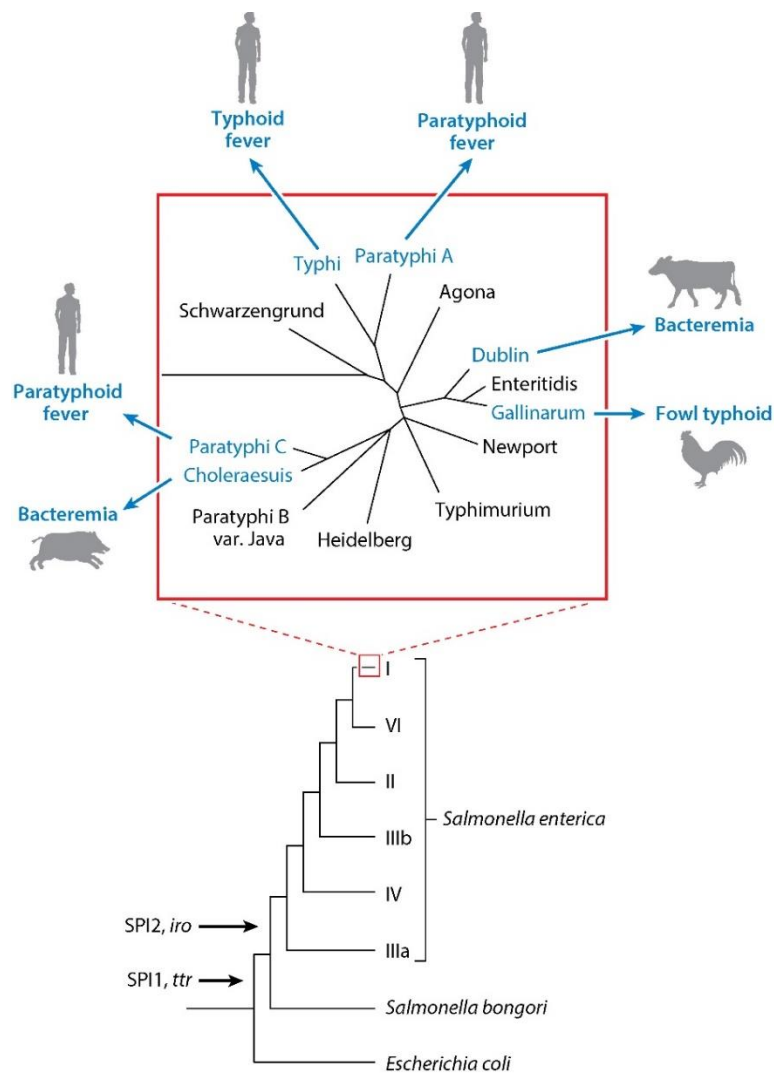 Typhoid
fever
Paratyphoid
fever
Typhi
Paratyphi A
Agona
Schwarzengrund
Dublin
Bacteremia
Enteritidis
Gallinarum
Fowl typhoid
Paratyphoid
fever
Paratyphi C
Choleraesuis
Newport
Bacteremia
Paratyphi B
var. Java
Heidelberg
Typhimurium
I
VI
II
Salmonella enterica
IIIb
IV
SPI2, iro
IIIa
SPI1, ttr
Salmonella bongori
Escherichia coli